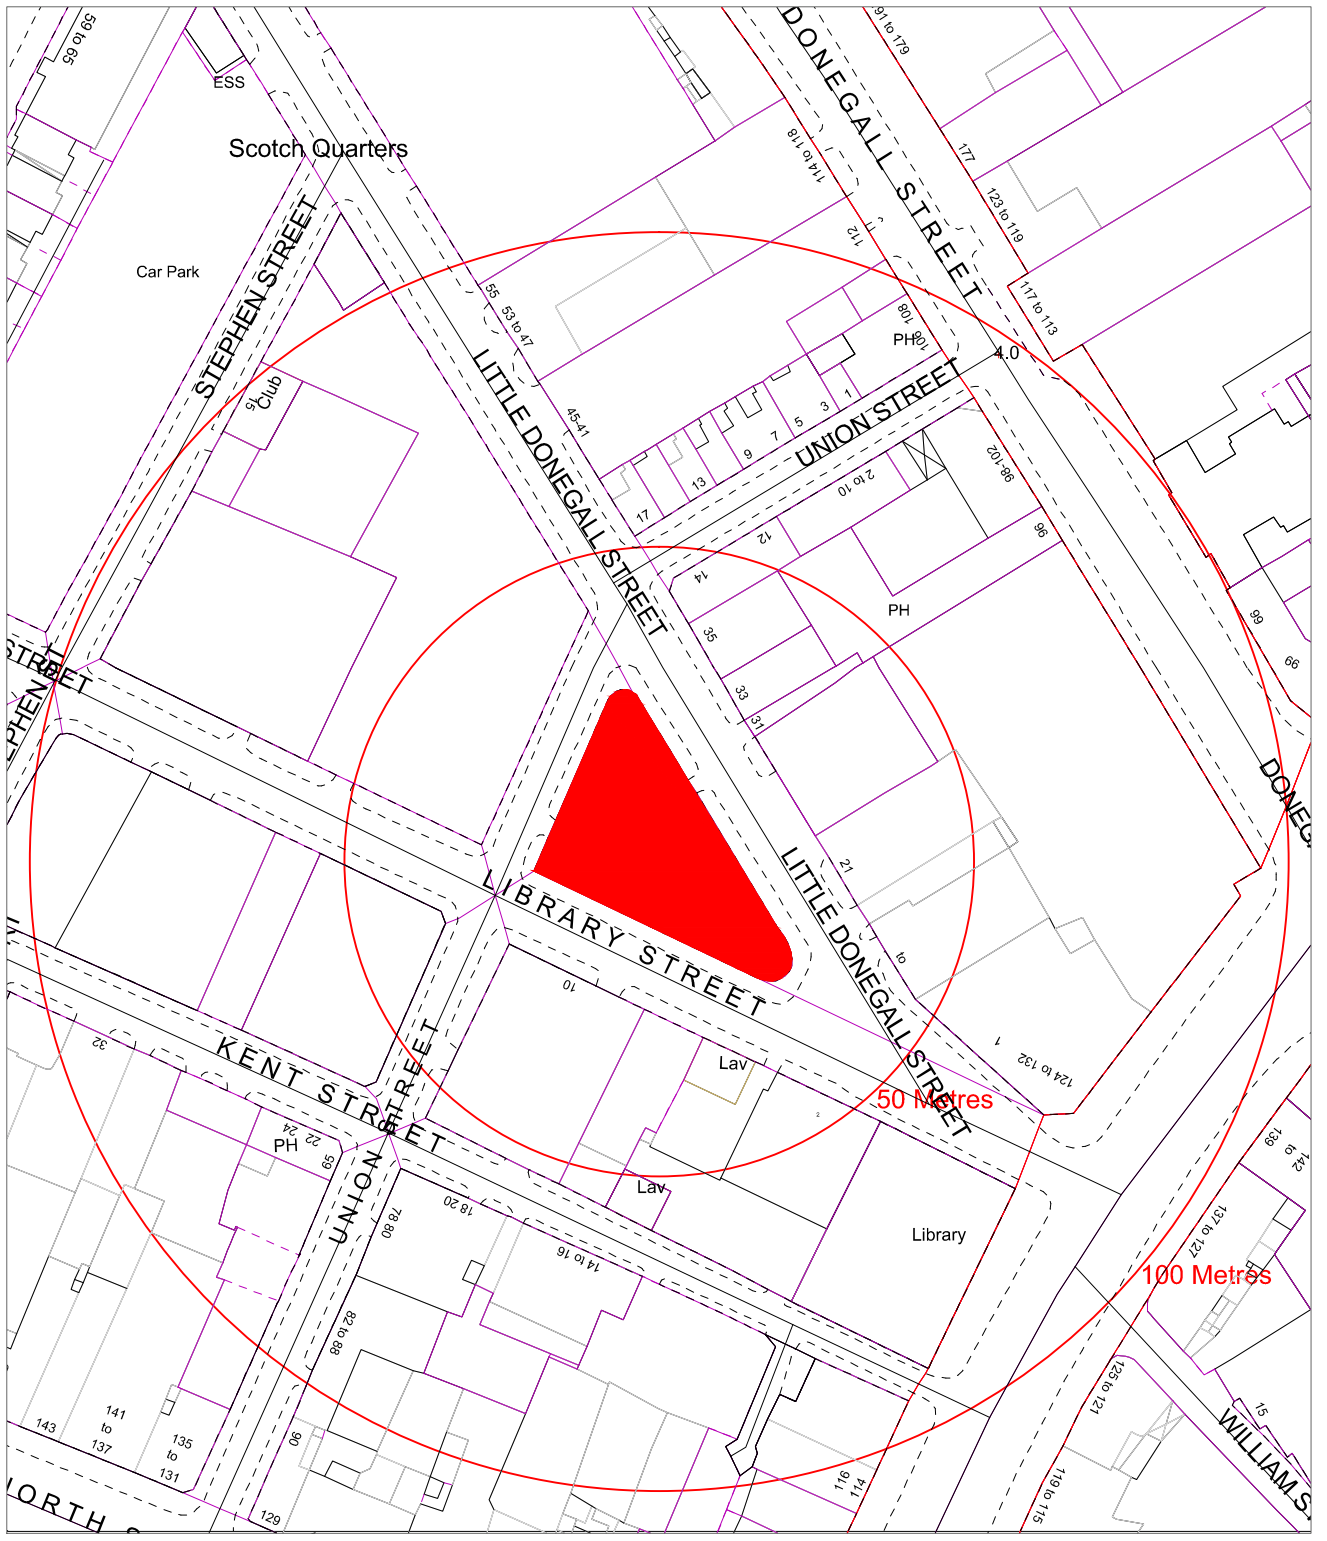 59 to 65
ESS
Scotch Quarters
DONEGALL STREET
114 to 118
177
123 to 119
112
117 to 113
Car Park
STEPHEN STREET
55
53 to 47
LITTLE DONEGALL STREET
108
106
PH
4.0
UNION STREET
Club
15
45-41
1
3
5
7
9
13
17
2 to 10
98-102
12
96
14
PH
35
33
31
99
66
STREET
DONEG
21
to
1
124 to 132
LIBRARY STREET
LITTLE DONEGALL STREET
10
KENT STREET
32
24
22
PH
59
UNION STREET
Lav
2
Lav
50 Metres
Library
139
to
142
137 to 127
100 Metres
18 20
78 80
14 to 16
82 to 88
90
125 to 121
15
WILLIAM S
119 to 115
116
114
143
141
to
137
135
to
131
129
NORTH S